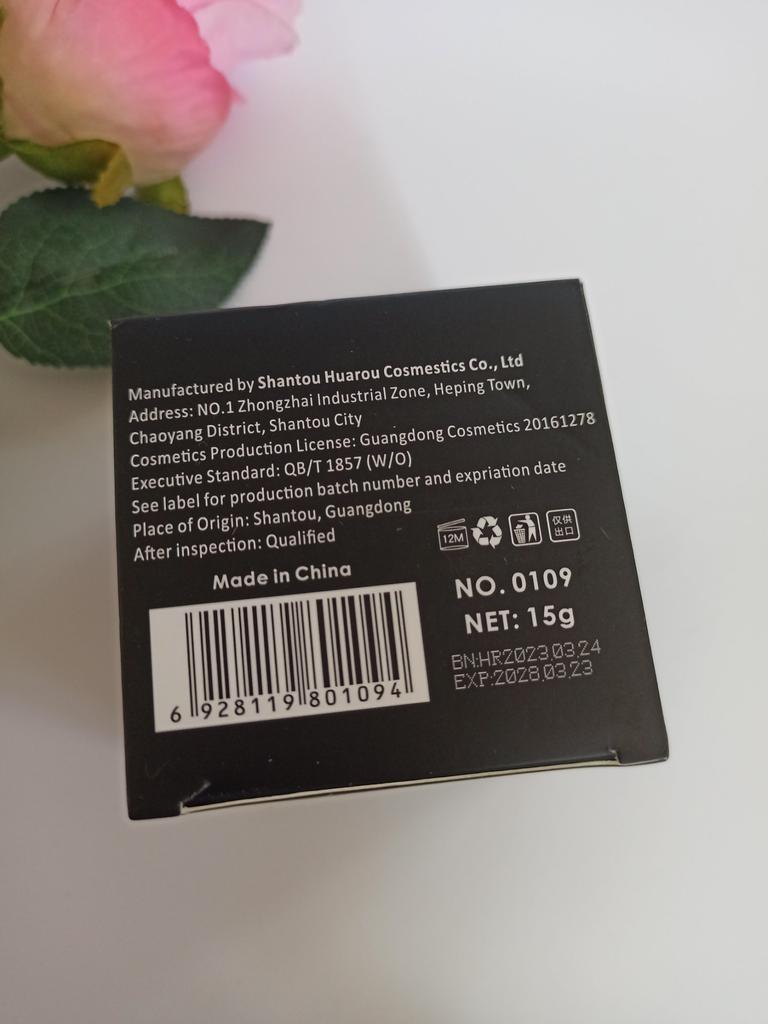 Manufactured by Shantou Huarou Cosmestics Co., Ltd
Address: NO.1 Zhongzhai Industrial Zone, Heping Town,
Chaoyang District, Shantou City
Cosmetics Production License: Guangdong Cosmetics 20161278
Executive Standard: QB/T 1857 (W/O)
See label for production batch number and expriation date
Place of Origin: Shantou, Guangdong
After inspection: Qualified
12M
仅供
出口
Made in China
6 928119 801094
NO. 0109
NET: 15g
BN:HR2023.03.24
EXP:2028.03.23